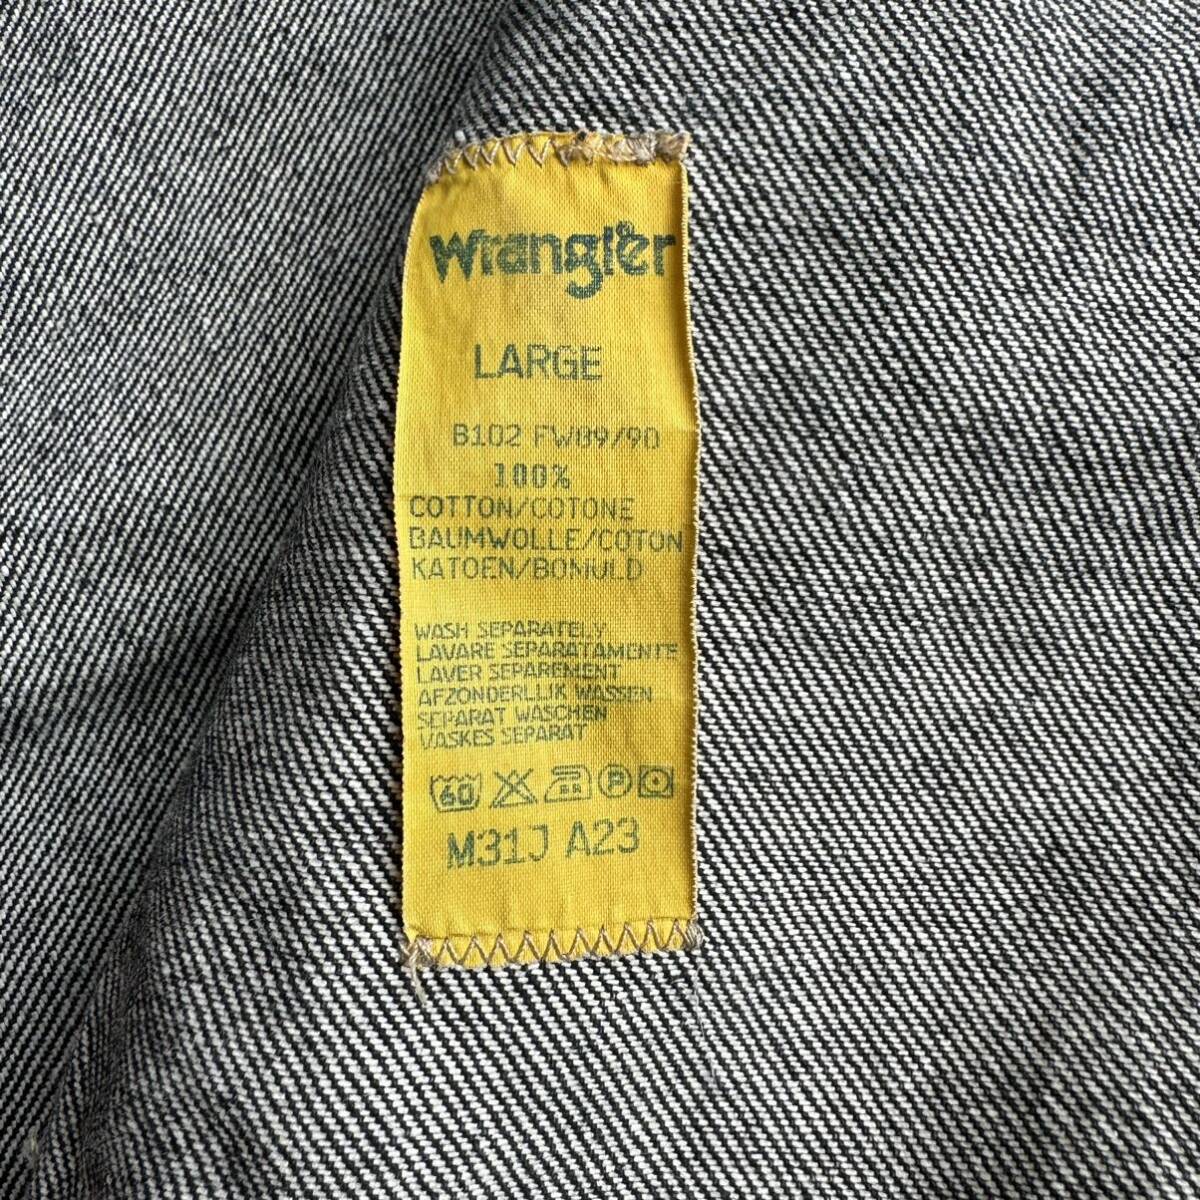 Wrangler
LARGE
B102 FW89/90
100%
COTTON/COTONE
BAUMWOLLE/COTON
KATOEN/BOMULD
WASH SEPARATELY
LAVARE SEPARATAMENTE
LAVER SEPAREMENT
AFZONDERLIJK WASSEN
SEPARAT WASCHEN
VASKES SEPARAT
60 P
M31J A23